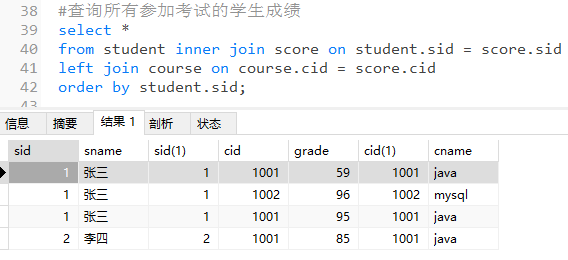 38 #查询所有参加考试的学生成绩
39 select *
40 from student inner join score on student.sid = score.sid
41 left join course on course.cid = score.cid
42 order by student.sid;
43
信息 摘要 结果 1 剖析 状态
sid sname sid(1) cid grade cid(1) cname
1 张三 1 1001 59 1001 java
1 张三 1 1002 96 1002 mysql
1 张三 1 1001 95 1001 java
2 李四 2 1001 85 1001 java